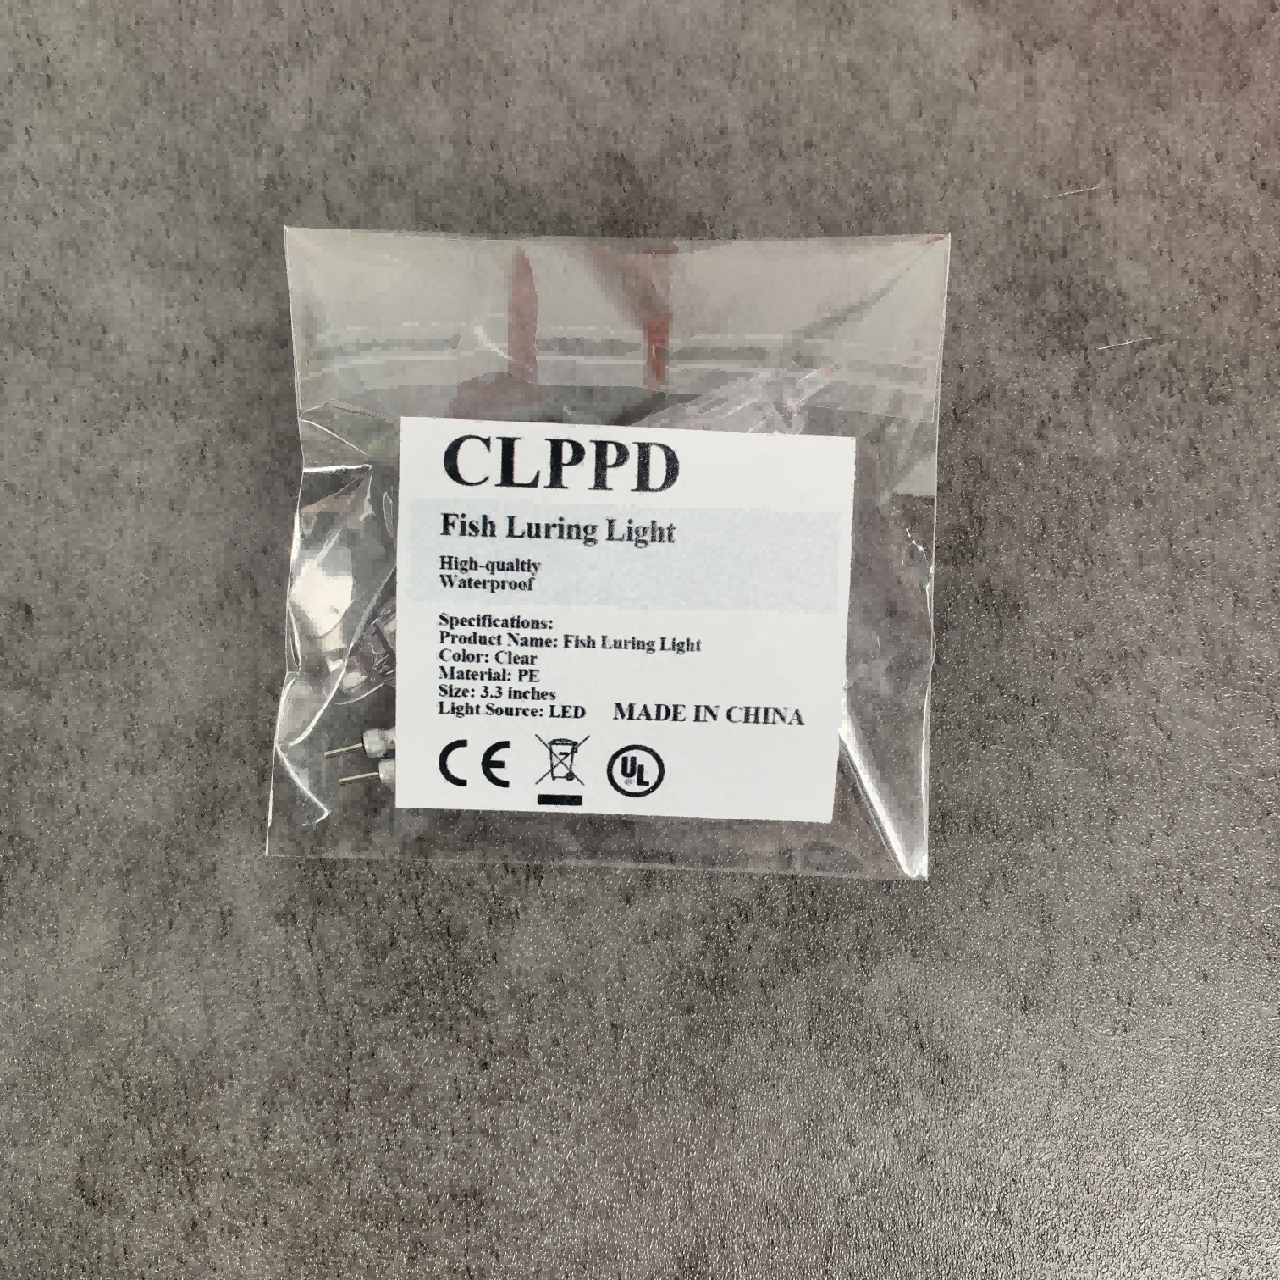 CLPPD
Fish Luring Light
High-qualtiy
Waterproof
Specifications:
Product Name: Fish Luring Light
Color: Clear
Material: PE
Size: 3.3 inches
Light Source: LED MADE IN CHINA
CE UL